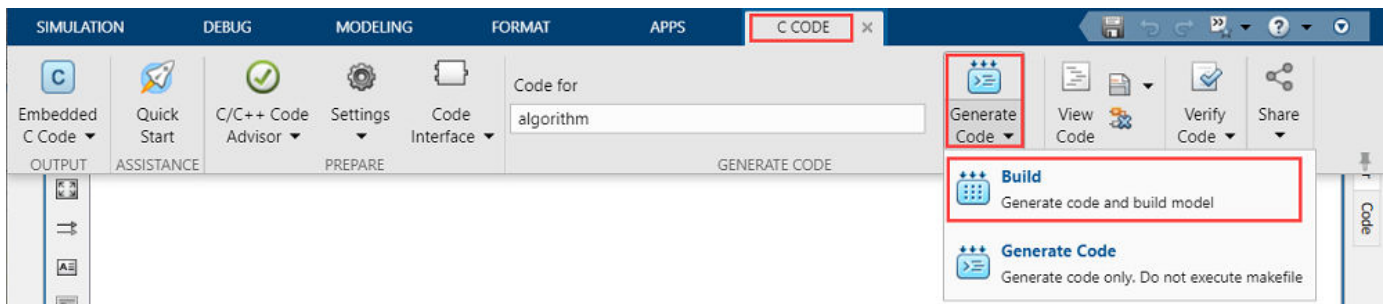 SIMULATION DEBUG MODELING FORMAT APPS C CODE
C
Embedded
C Code
Quick
Start
C/C++ Code
Advisor
Settings
Code
Interface
Code for
algorithm
Generate
Code
View
Code
Verify
Code
Share
OUTPUT ASSISTANCE PREPARE GENERATE CODE
Build
Generate code and build model
Generate Code
Generate code only. Do not execute makefile
Code